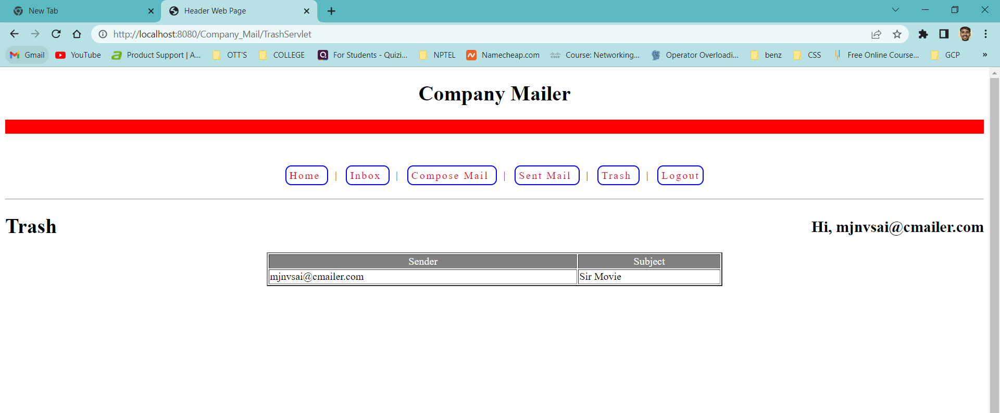 New Tab
Header Web Page
http://localhost:8080/Company_Mail/TrashServlet
Gmail YouTube Product Support | A... OTT'S COLLEGE For Students - Quizi... NPTEL Namecheap.com Course: Networking... Operator Overloadi... benz CSS Free Online Course... GCP »
Company Mailer
Home | Inbox | Compose Mail | Sent Mail | Trash | Logout
Trash
Hi, mjnvsai@cmailer.com
Sender Subject
mjnvsai@cmailer.com Sir Movie